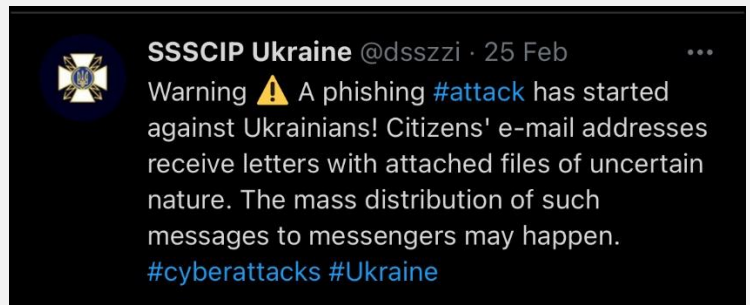 SSSCIP Ukraine @dsszzi · 25 Feb
Warning ⚠️ A phishing #attack has started
against Ukrainians! Citizens' e-mail addresses
receive letters with attached files of uncertain
nature. The mass distribution of such
messages to messengers may happen.
#cyberattacks #Ukraine